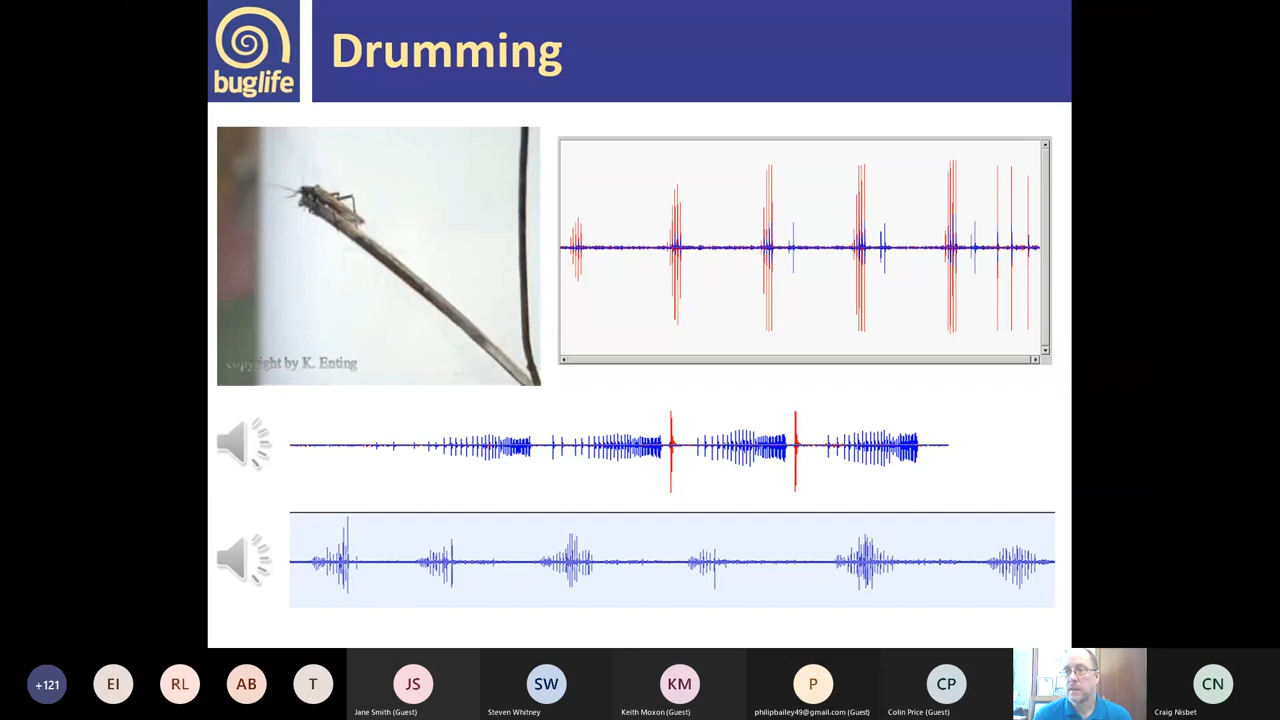 buglife
Drumming
copyright by K. Enting
+121
EI
RL
AB
T
JS
Jane Smith (Guest)
SW
Steven Whitney
KM
Keith Moxon (Guest)
P
philipbailey49@gmail.com (Guest)
CP
Colin Price (Guest)
CN
Craig Nisbet